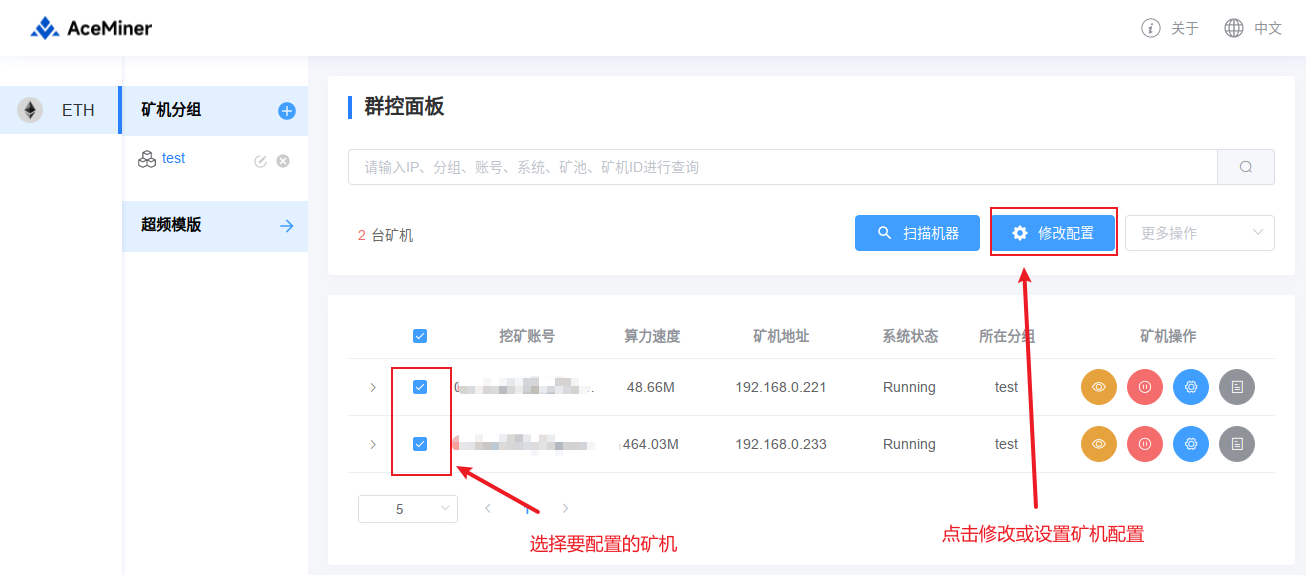 AceMiner
关于
中文
ETH
矿机分组
test
超频模版
群控面板
请输入IP、分组、账号、系统、矿池、矿机ID进行查询
2 台矿机
扫描机器
修改配置
更多操作
挖矿账号 算力速度 矿机地址 系统状态 所在分组 矿机操作
48.66M 192.168.0.221 Running test
464.03M 192.168.0.233 Running test
5
1
选择要配置的矿机
点击修改或设置矿机配置